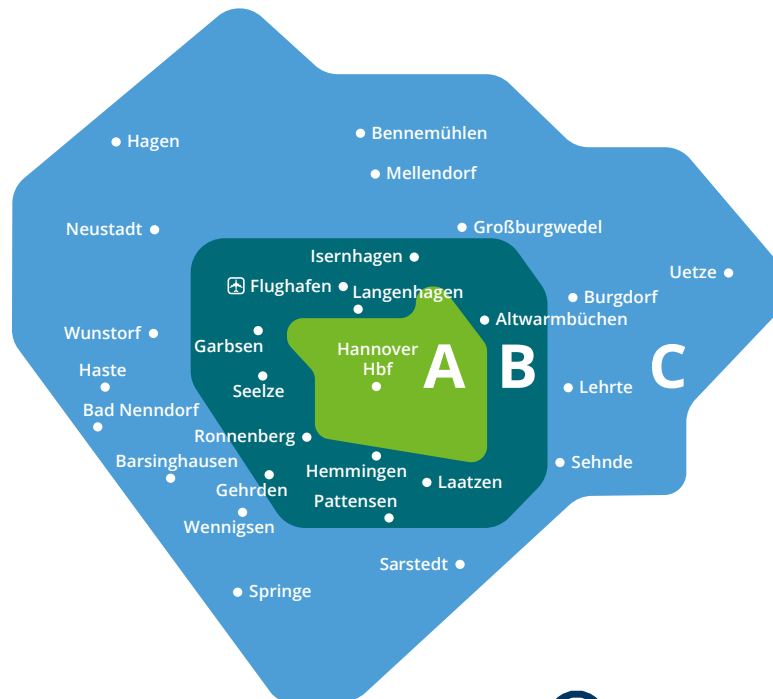 Bennemühlen
Hagen
Mellendorf
Neustadt
Großburgwedel
Isernhagen
Uetze
Flughafen
Langenhagen
Burgdorf
Altwarmbüchen
Wunstorf
Garbsen
Hannover
Hbf
A
B
C
Haste
Seelze
Lehrte
Bad Nenndorf
Ronnenberg
Barsinghausen
Hemmingen
Sehnde
Gehrden
Laatzen
Pattensen
Wennigsen
Sarstedt
Springe